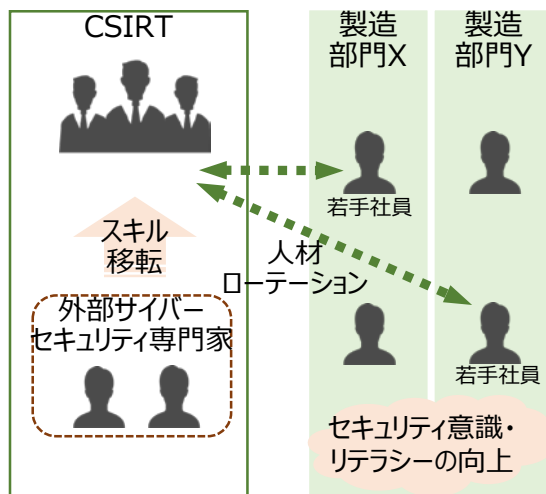 CSIRT
スキル
移転
外部サイバー
セキュリティ専門家
人材
ローテーション
製造
部門X
若手社員
製造
部門Y
若手社員
セキュリティ意識・
リテラシーの向上